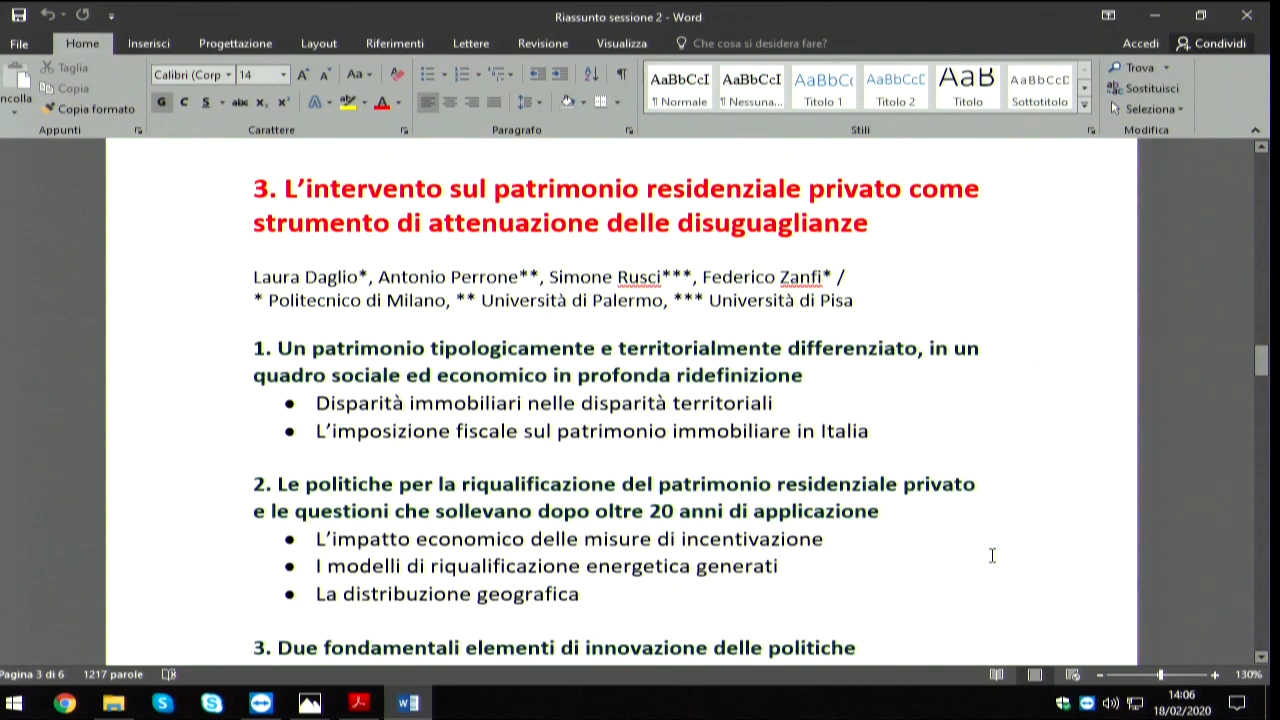 Riassunto sessione 2 - Word
File Home Inserisci Progettazione Layout Riferimenti Lettere Revisione Visualizza Che cosa si desidera fare? Accedi Condividi
Taglia
Copia
Copia formato
ncolla
Appunti
Calibri (Corp 14
Aa
G C S abc X₂ X²
A
Carattere
Paragrafo
AaBbCcI AaBbCcI AaBbC( AaBbCcC AaB AaBbCcC
¶ Normale ¶ Nessuna... Titolo 1 Titolo 2 Titolo Sottotitolo
Stili
Trova
Sostituisci
Seleziona
Modifica
3. L’intervento sul patrimonio residenziale privato come
strumento di attenuazione delle disuguaglianze
Laura Daglio*, Antonio Perrone**, Simone Rusci***, Federico Zanfi* /
* Politecnico di Milano, ** Università di Palermo, *** Università di Pisa
1. Un patrimonio tipologicamente e territorialmente differenziato, in un
quadro sociale ed economico in profonda ridefinizione
● Disparità immobiliari nelle disparità territoriali
● L’imposizione fiscale sul patrimonio immobiliare in Italia
2. Le politiche per la riqualificazione del patrimonio residenziale privato
e le questioni che sollevano dopo oltre 20 anni di applicazione
● L’impatto economico delle misure di incentivazione
● I modelli di riqualificazione energetica generati
● La distribuzione geografica
3. Due fondamentali elementi di innovazione delle politiche
Pagina 3 di 6 1217 parole 130%
14:06
18/02/2020